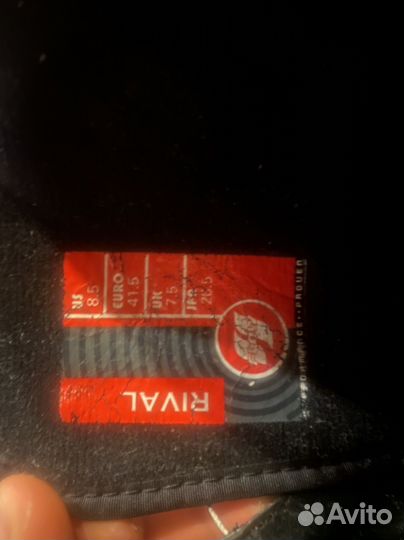 US 8.5
EURO 41.5
UK 7.5
JPN 26.5
RIVAL
PROVEN
Avito